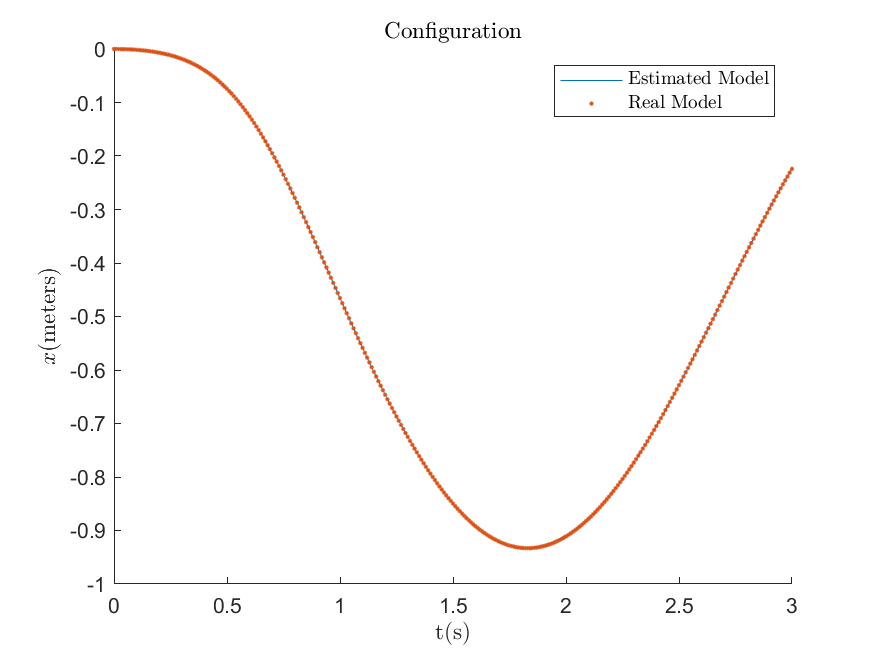 Configuration
Estimated Model
Real Model
0
-0.1
-0.2
-0.3
-0.4
-0.5
-0.6
-0.7
-0.8
-0.9
-1
x(meters)
0 0.5 1 1.5 2 2.5 3
t(s)